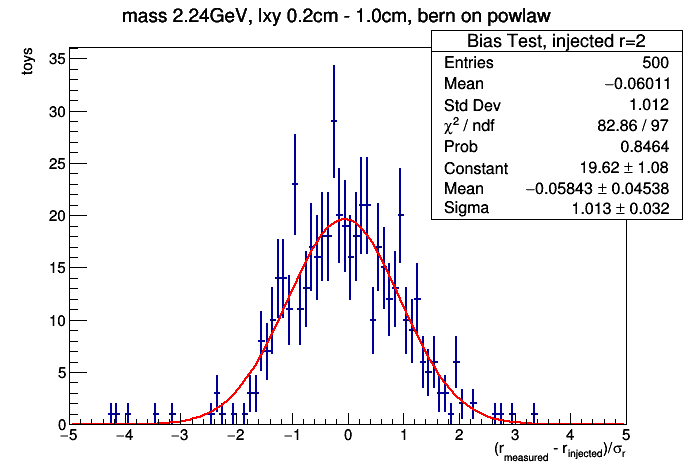 mass 2.24GeV, lxy 0.2cm - 1.0cm, bern on powlaw
Bias Test, injected r=2
Entries 500
Mean −0.06011
Std Dev 1.012
χ² / ndf 82.86 / 97
Prob 0.8464
Constant 19.62 ± 1.08
Mean −0.05843 ± 0.04538
Sigma 1.013 ± 0.032
toys
35
30
25
20
15
10
5
0
−5 −4 −3 −2 −1 0 1 2 3 4 5
(r_measured - r_injected)/σ_r